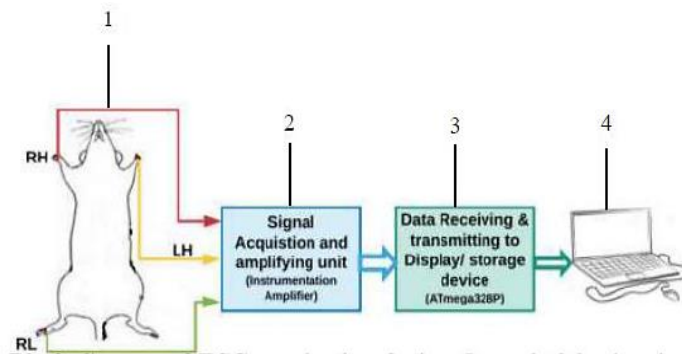 1
2
3
4
RH
LH
RL
Signal
Acquistion and
amplifying unit
(Instrumentation
Amplifier)
Data Receiving &
transmitting to
Display/ storage
device
(ATmega328P)